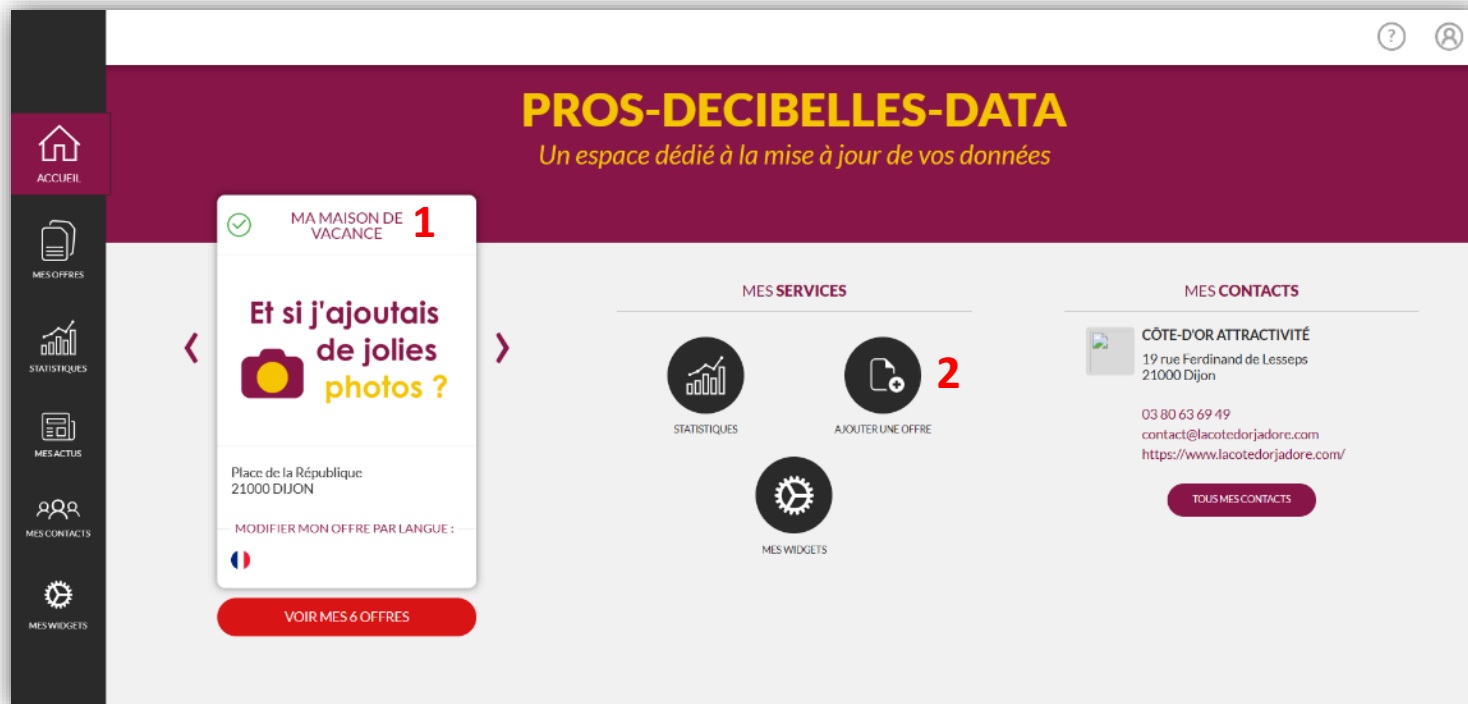 ?
PROS-DECIBELLES-DATA
Un espace dédié à la mise à jour de vos données
ACCUEIL
MES OFFRES
STATISTIQUES
MES ACTUS
MES CONTACTS
MES WIDGETS
MA MAISON DE
VACANCE
1
Et si j'ajoutais
de jolies
photos ?
Place de la République
21000 DIJON
MODIFIER MON OFFRE PAR LANGUE :
VOIR MES 6 OFFRES
MES SERVICES
STATISTIQUES
AJOUTER UNE OFFRE
2
MES WIDGETS
MES CONTACTS
CÔTE-D'OR ATTRACTIVITÉ
19 rue Ferdinand de Lesseps
21000 Dijon
03 80 63 69 49
contact@lacotedorjadore.com
https://www.lacotedorjadore.com/
TOUS MES CONTACTS